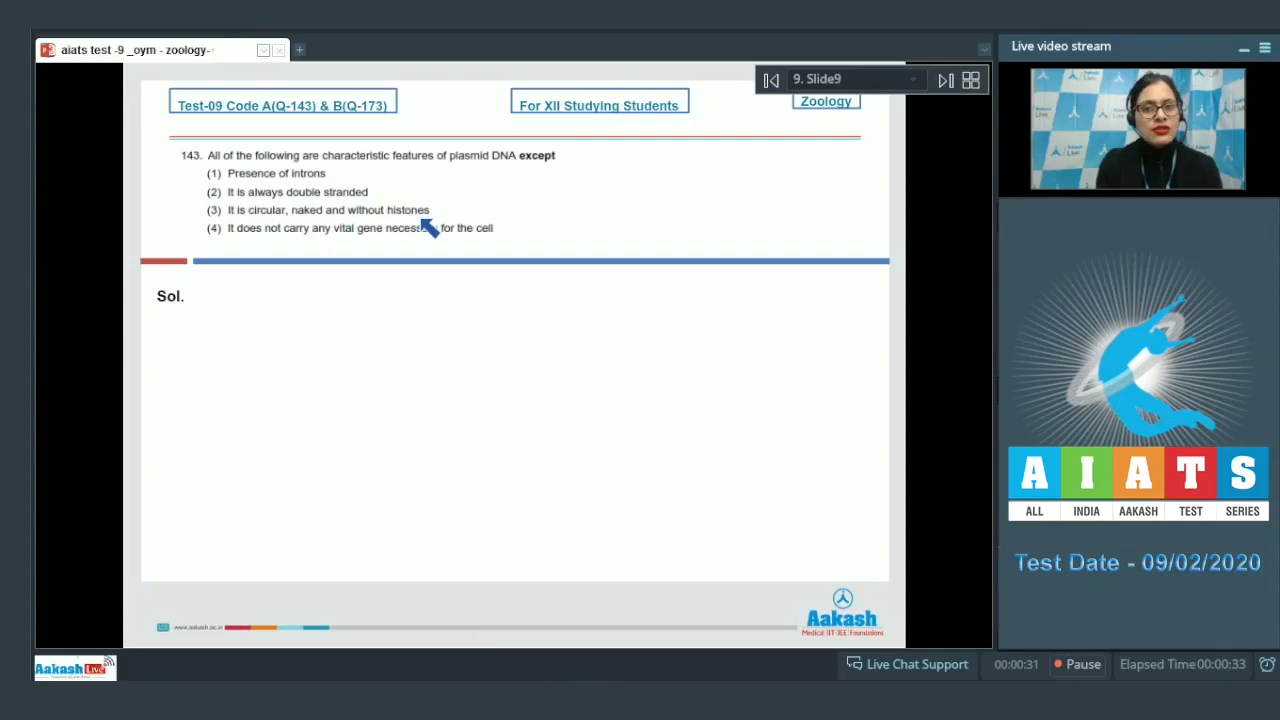 aiats test -9 _oym - zoology-
Live video stream
9. Slide9
Test-09 Code A(Q-143) & B(Q-173)
For XII Studying Students
Zoology
143. All of the following are characteristic features of plasmid DNA except
(1) Presence of introns
(2) It is always double stranded
(3) It is circular, naked and without histones
(4) It does not carry any vital gene for the cell
Sol.
A I A T S
ALL INDIA AAKASH TEST SERIES
Test Date - 09/02/2020
Aakash
Medical|IIT-JEE|Foundations
www.aakash.ac.in
Aakash Live
Live Chat Support
00:00:31
Pause
Elapsed Time 00:00:33